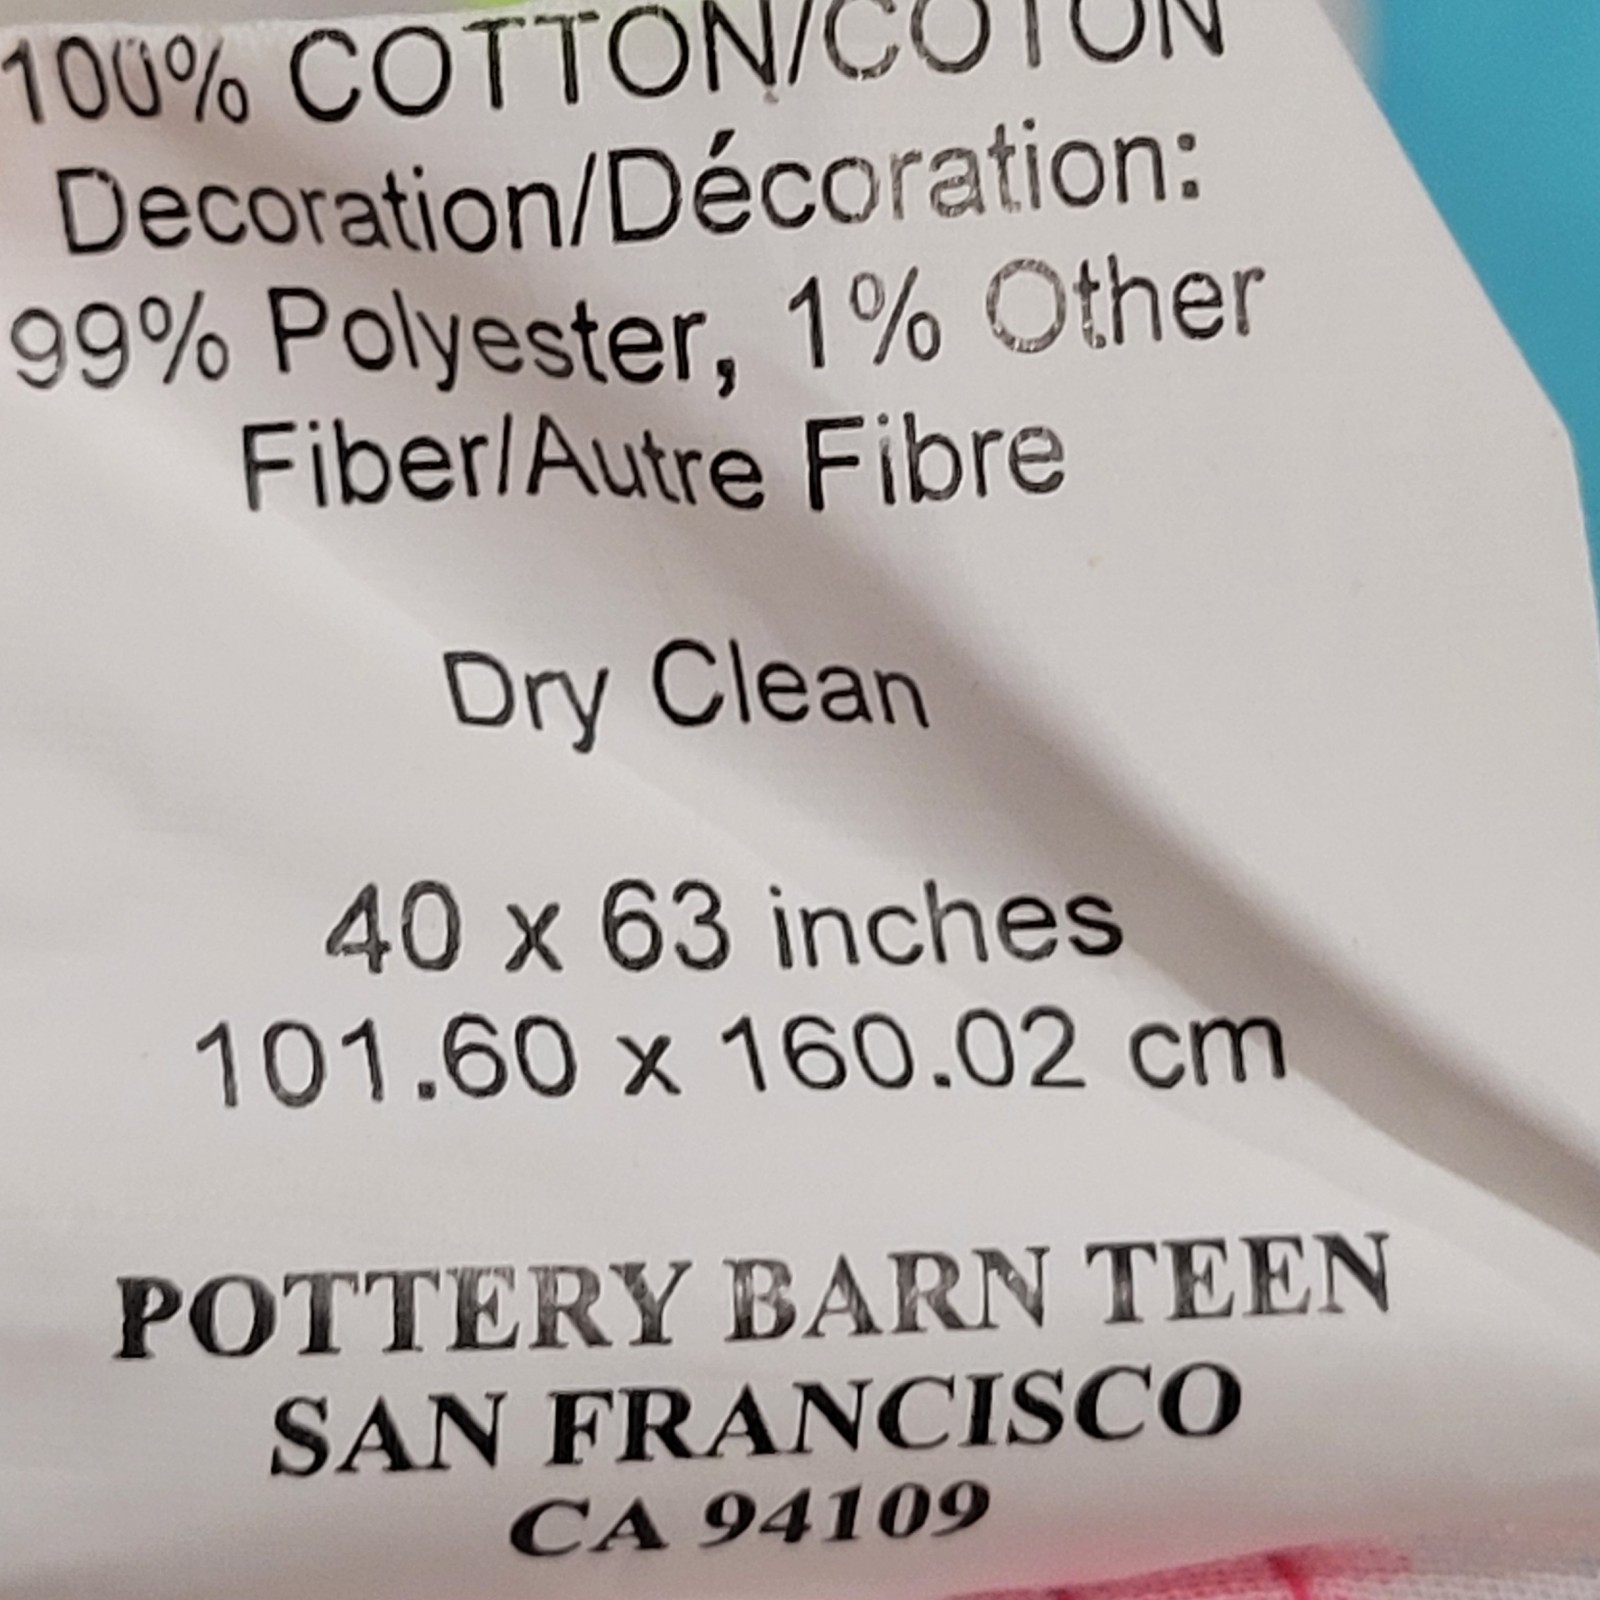 100% COTTON/COTON
Decoration/Décoration:
99% Polyester, 1% Other
Fiber/Autre Fibre
Dry Clean
40 x 63 inches
101.60 x 160.02 cm
POTTERY BARN TEEN
SAN FRANCISCO
CA 94109